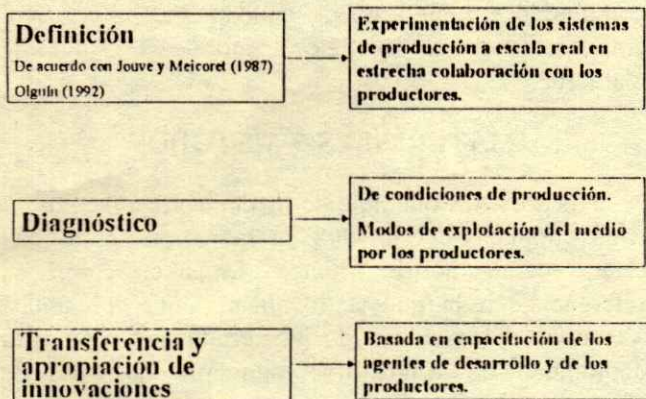 Definición
De acuerdo con Jouve y Meicoret (1987)
Olguín (1992)
Experimentación de los sistemas
de producción a escala real en
estrecha colaboración con los
productores.
Diagnóstico
De condiciones de producción.
Modos de explotación del medio
por los productores.
Transferencia y
apropiación de
innovaciones
Basada en capacitación de los
agentes de desarrollo y de los
productores.